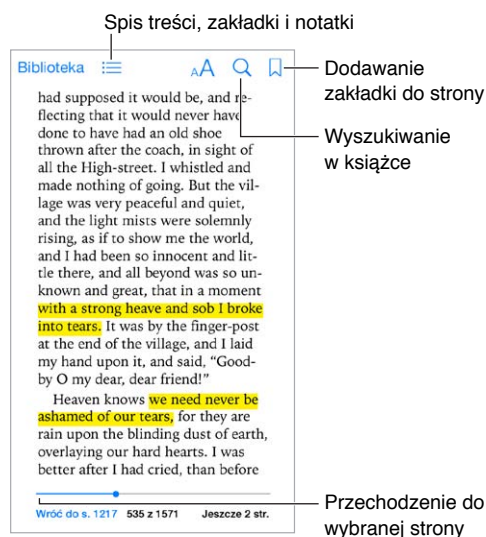 Spis treści, zakładki i notatki
Biblioteka
AA
Dodawanie
zakładki do strony
Wyszukiwanie
w książce
had supposed it would be, and re-
flecting that it would never have
done to have had an old shoe
thrown after the coach, in sight of
all the High-street. I whistled and
made nothing of going. But the vil-
lage was very peaceful and quiet,
and the light mists were solemnly
rising, as if to show me the world,
and I had been so innocent and lit-
tle there, and all beyond was so un-
known and great, that in a moment
with a strong heave and sob I broke
into tears. It was by the finger-post
at the end of the village, and I laid
my hand upon it, and said, “Good-
by O my dear, dear friend!”
Heaven knows we need never be
ashamed of our tears, for they are
rain upon the blinding dust of earth,
overlaying our hard hearts. I was
better after I had cried, than before
Przechodzenie do
wybranej strony
Wróć do s. 1217 535 z 1571 Jeszcze 2 str.